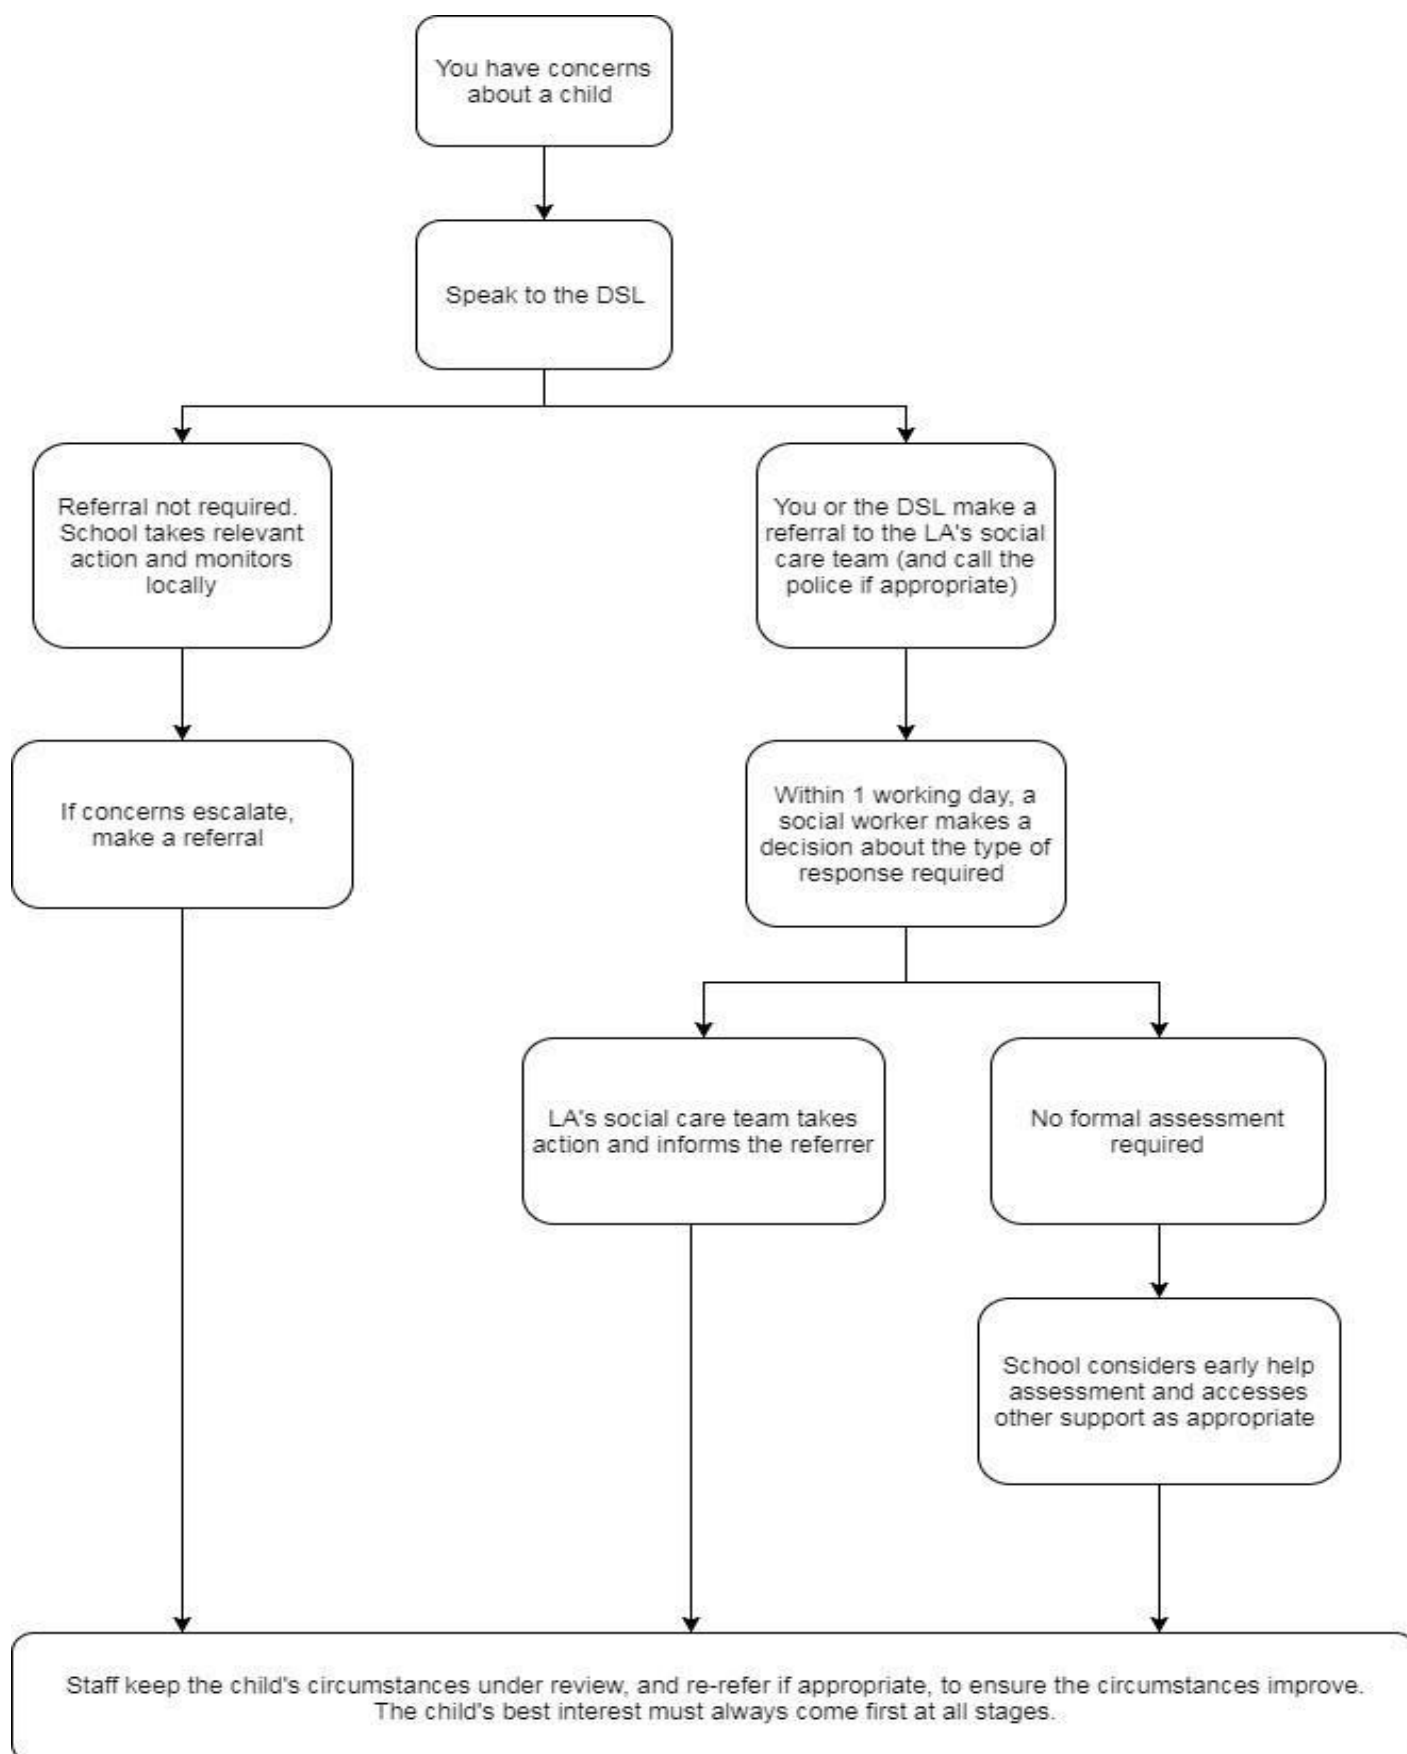 You have concerns
about a child
Speak to the DSL
Referral not required.
School takes relevant
action and monitors
locally
You or the DSL make a
referral to the LA's social
care team (and call the
police if appropriate)
If concerns escalate,
make a referral
Within 1 working day, a
social worker makes a
decision about the type of
response required
LA's social care team takes
action and informs the referrer
No formal assessment
required
School considers early help
assessment and accesses
other support as appropriate
Staff keep the child's circumstances under review, and re-refer if appropriate, to ensure the circumstances improve.
The child's best interest must always come first at all stages.